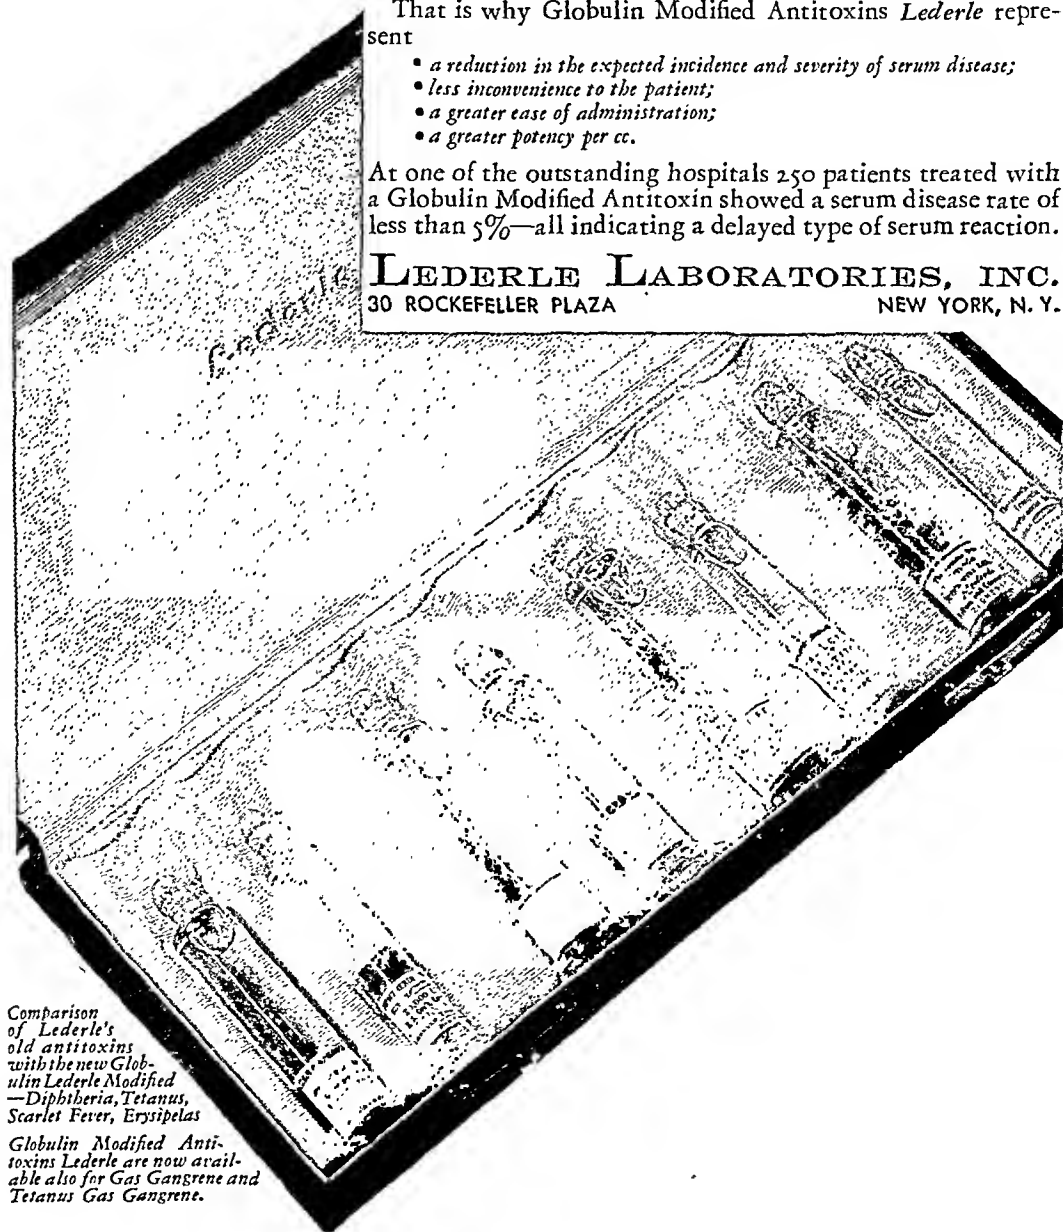 That is why Globulin Modified Antitoxins Lederle repre-
sent
• a reduction in the expected incidence and severity of serum disease;
• less inconvenience to the patient;
• a greater ease of administration;
• a greater potency per cc.
At one of the outstanding hospitals 250 patients treated with
a Globulin Modified Antitoxin showed a serum disease rate of
less than 5%—all indicating a delayed type of serum reaction.
LEDERLE LABORATORIES, INC.
30 ROCKEFELLER PLAZA NEW YORK, N. Y.
Lederle
Comparison
of Lederle's
old antitoxins
with the new Glob-
ulin Lederle Modified
—Diphtheria, Tetanus,
Scarlet Fever, Erysipelas
Globulin Modified Anti-
toxins Lederle are now avail-
able also for Gas Gangrene and
Tetanus Gas Gangrene.